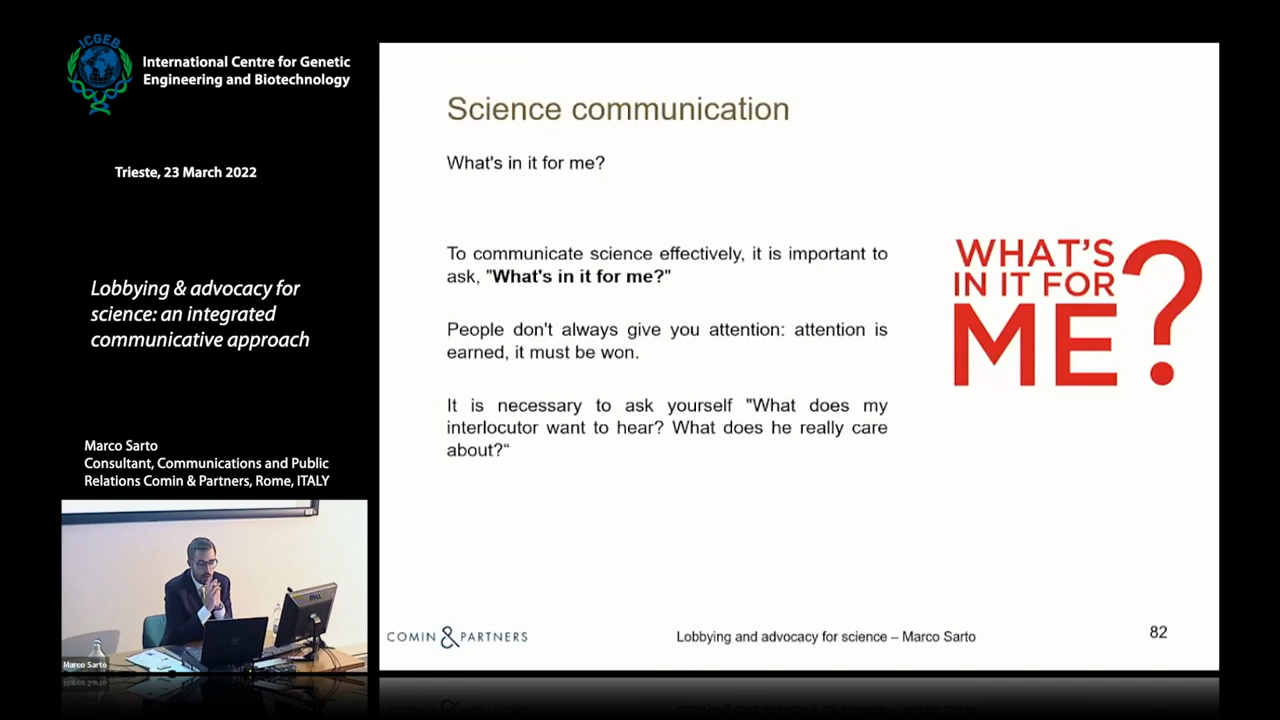 ICGEB
International Centre for Genetic
Engineering and Biotechnology
Trieste, 23 March 2022
Lobbying & advocacy for
science: an integrated
communicative approach
Marco Sarto
Consultant, Communications and Public
Relations Comin & Partners, Rome, ITALY
Marco Sarto
Science communication
What's in it for me?
To communicate science effectively, it is important to
ask, "What's in it for me?"
People don't always give you attention: attention is
earned, it must be won.
It is necessary to ask yourself "What does my
interlocutor want to hear? What does he really care
about?“
WHAT'S
IN IT FOR
ME?
COMIN & PARTNERS
Lobbying and advocacy for science – Marco Sarto
82